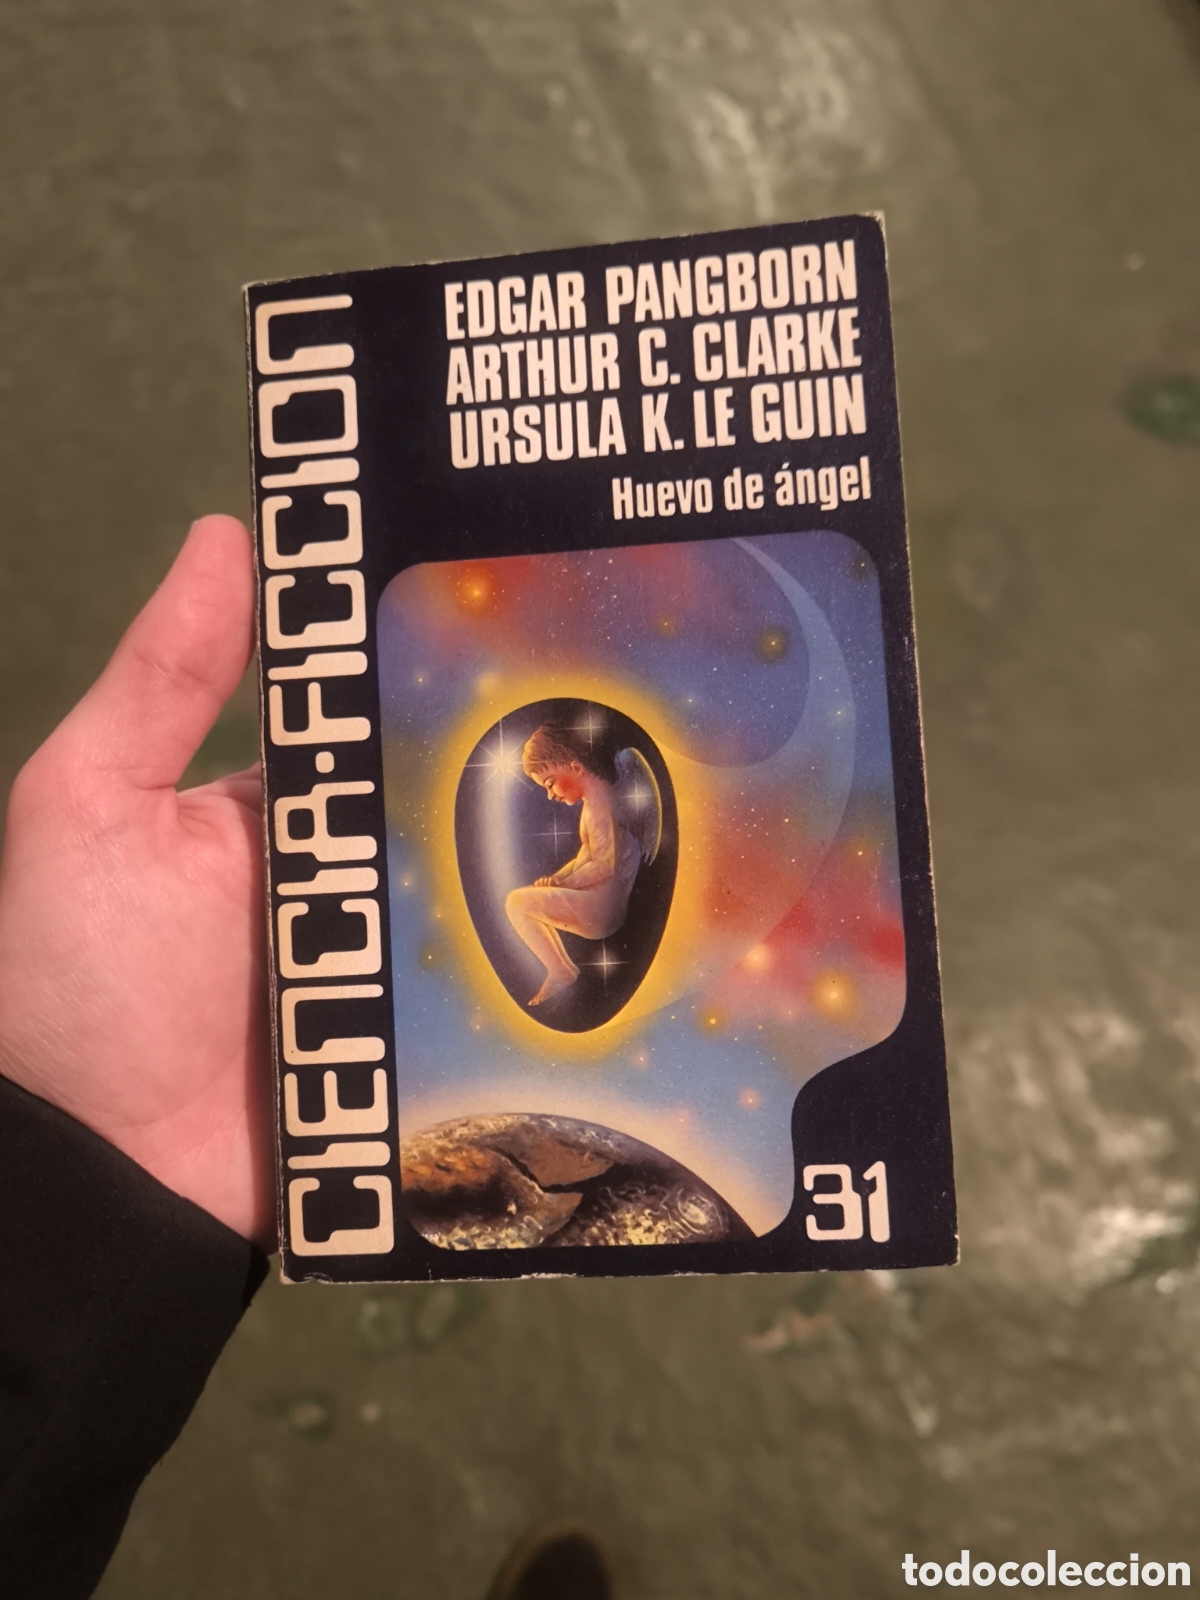 EDGAR PANGBORN
ARTHUR C. CLARKE
URSULA K. LE GUIN
Huevo de ángel
CIENCIA-FICCION
31
todocoleccion